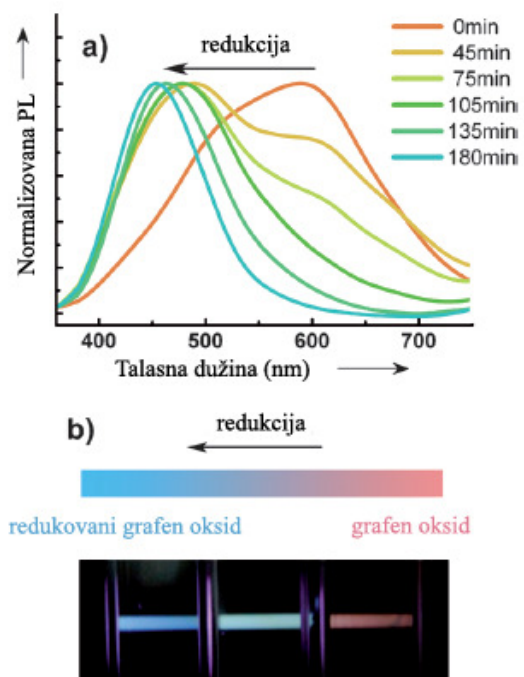 a)
redukcija
0min
45min
75min
105min
135min
180min
Normalizovana PL
400 500 600 700
Talasna dužina (nm)
b)
redukcija
redukovani grafen oksid grafen oksid